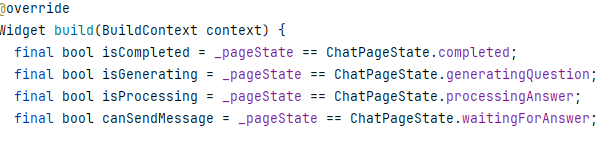 @override
Widget build(BuildContext context) {
  final bool isCompleted = _pageState == ChatPageState.completed;
  final bool isGenerating = _pageState == ChatPageState.generatingQuestion;
  final bool isProcessing = _pageState == ChatPageState.processingAnswer;
  final bool canSendMessage = _pageState == ChatPageState.waitingForAnswer;